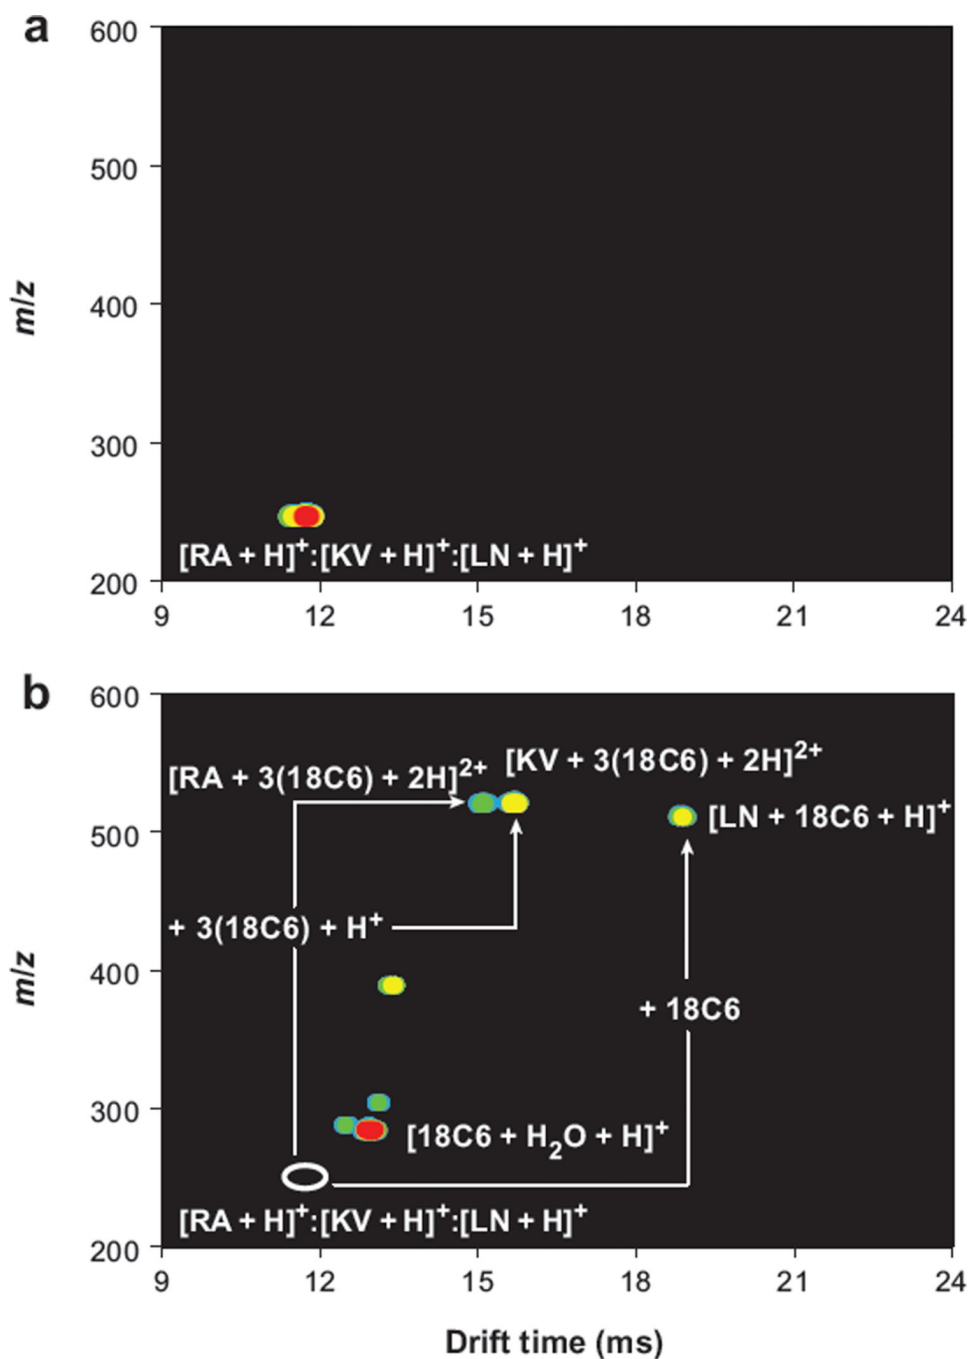 a
600
500
400
300
200
m/z
[RA + H]⁺:[KV + H]⁺:[LN + H]⁺
9 12 15 18 21 24
b
600
500
400
300
200
m/z
[RA + 3(18C6) + 2H]²⁺
[KV + 3(18C6) + 2H]²⁺
[LN + 18C6 + H]⁺
+ 3(18C6) + H⁺
+ 18C6
[18C6 + H₂O + H]⁺
[RA + H]⁺:[KV + H]⁺:[LN + H]⁺
9 12 15 18 21 24
Drift time (ms)